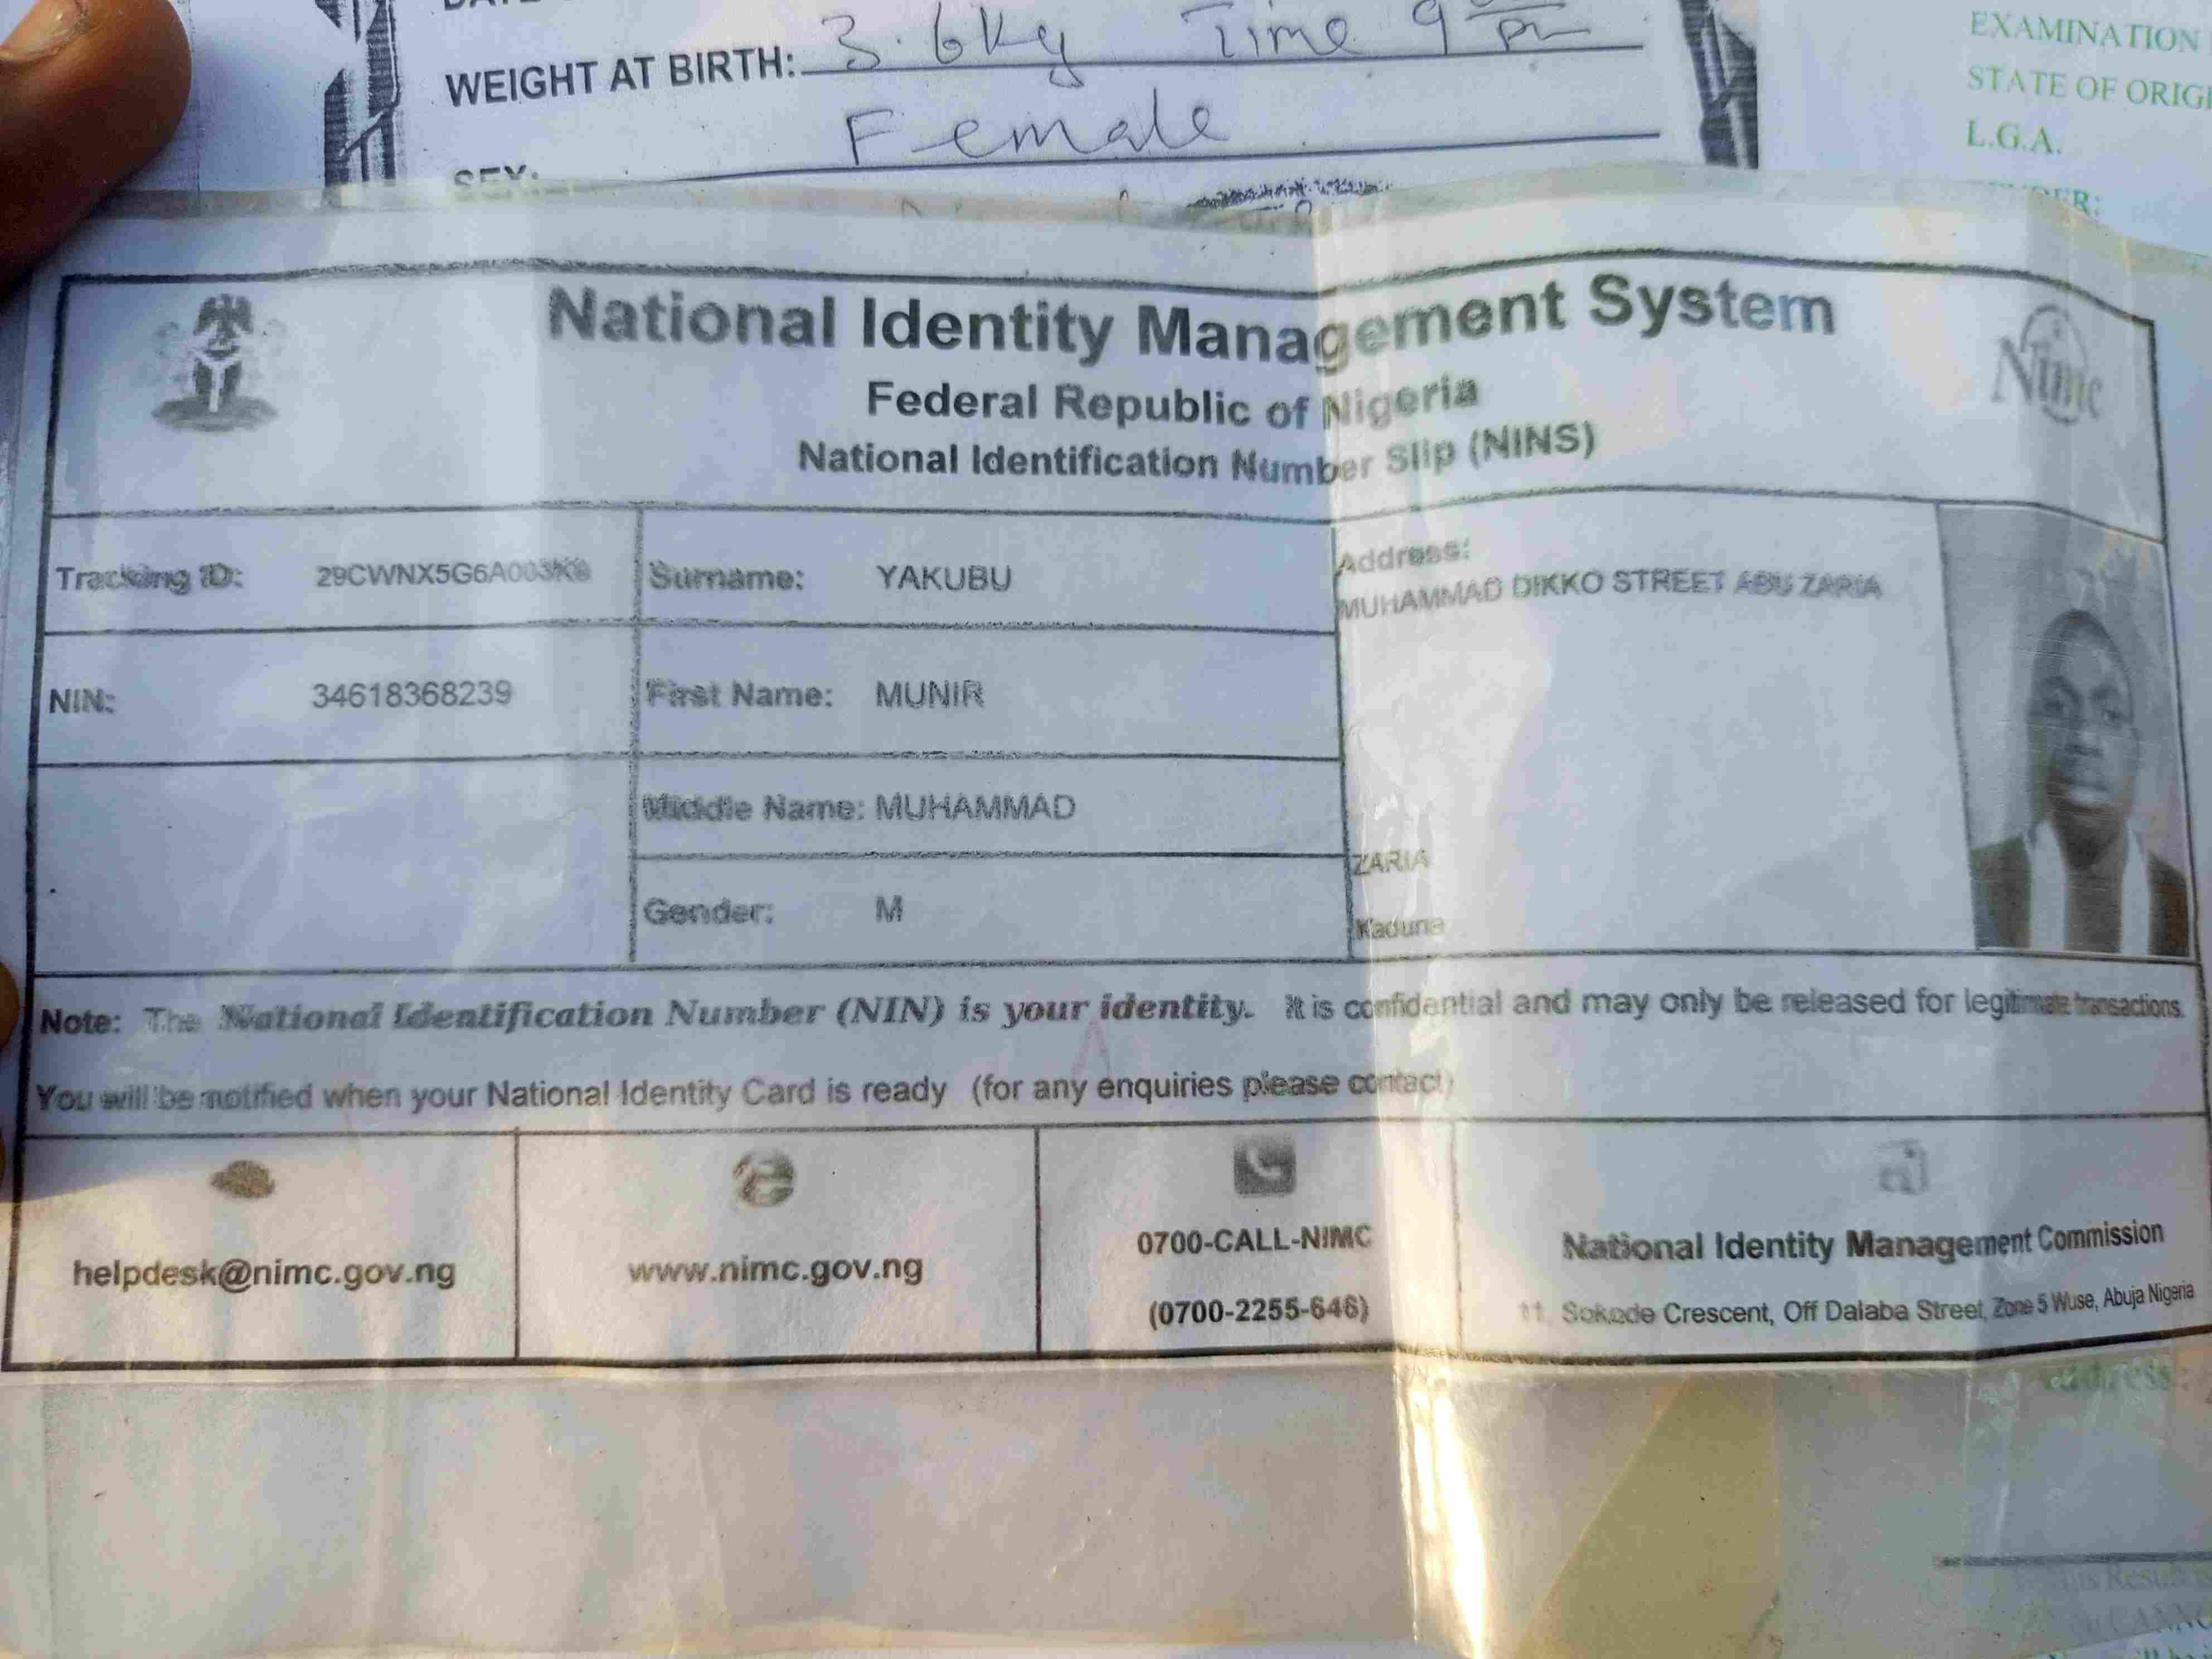 WEIGHT AT BIRTH: 3.6kg Time 9
Female
SEX:
EXAMINATION
STATE OF ORIG
L.G.A.
National Identity Management System
Federal Republic of Nigeria
National Identification Number Slip (NINS)
Nimc
Tracking ID:
Surname: YAKUBU
Address:
MUHAMMAD DIKKO STREET ABU ZARIA
NIN: 34618368239
First Name: MUNIR
Middle Name: MUHAMMAD
ZARIA
Gender: M
Kaduna
Note: The National Identification Number (NIN) is your identity. It is confidential and may only be released for legitimate transactions.
You will be notified when your National Identity Card is ready (for any enquiries please contact)
helpdesk@nimc.gov.ng
www.nimc.gov.ng
0700-CALL-NIMC
(0700-2255-646)
National Identity Management Commission
11, Sokode Crescent, Off Dalaba Street, Zone 5 Wuse, Abuja Nigeria
address: